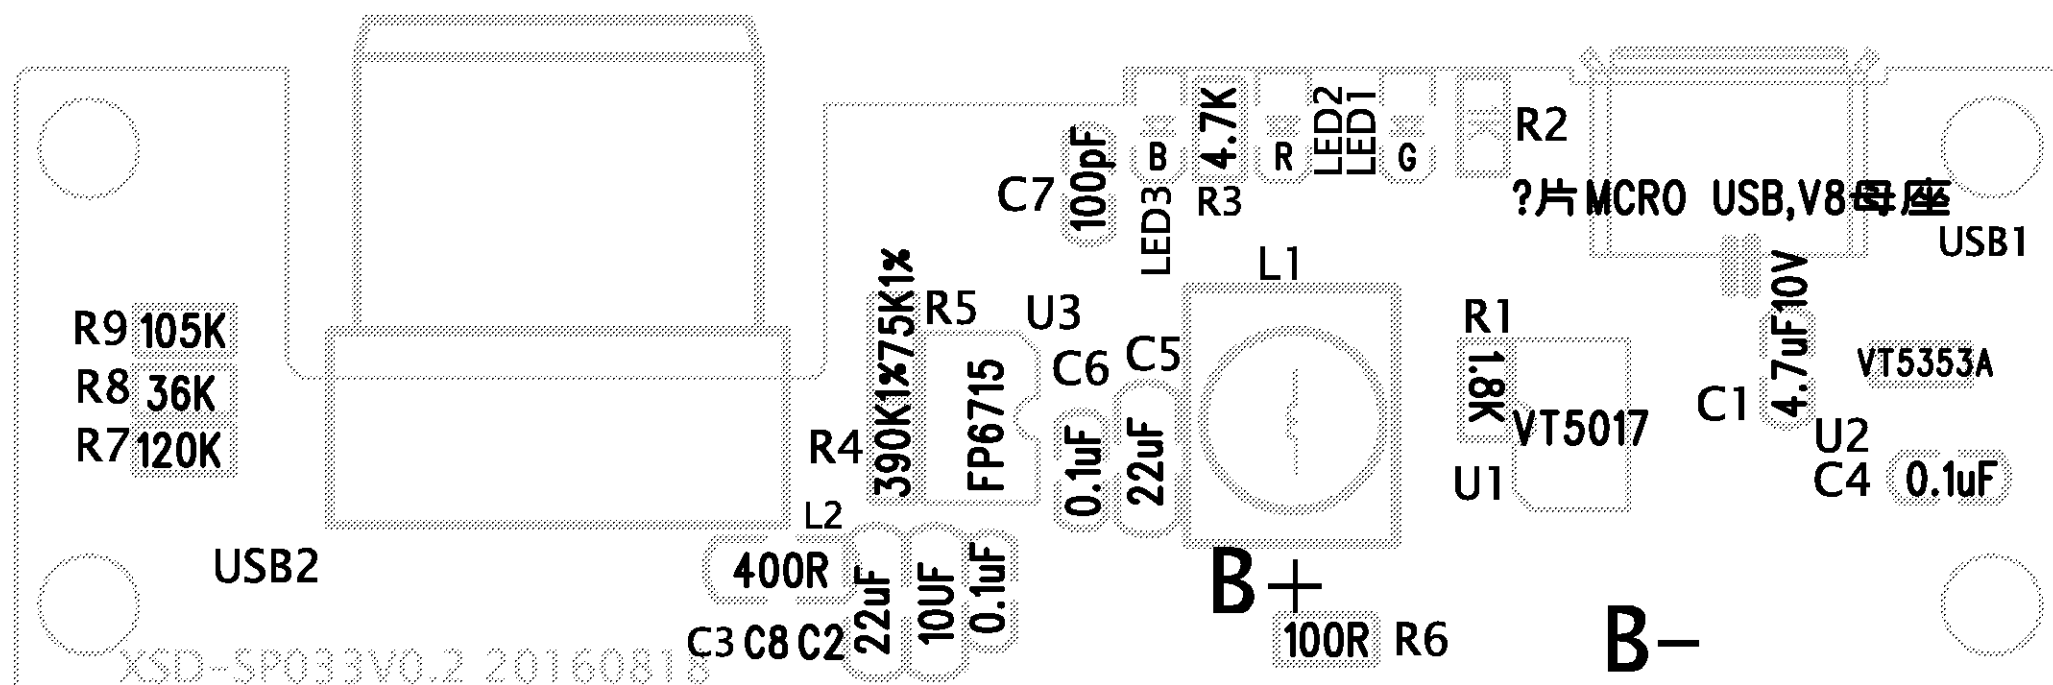 4.7K
LED2
LED1
R2
100pF
B
R
G
C7
R3
LED3
?片MCRO USB,V8母座
USB1
L1
390K1%75K1%
R5
U3
4.7uF10V
R9
105K
R1
C5
C6
VT5353A
R8
36K
FP6715
1.8K
C1
R7
120K
R4
0.1uF
22uF
VT5017
U2
U1
C4
0.1uF
L2
USB2
400R
22uF
10UF
0.1uF
B+
C3 C8 C2
100R
R6
B-
XSD-SP033V0.2 20160818